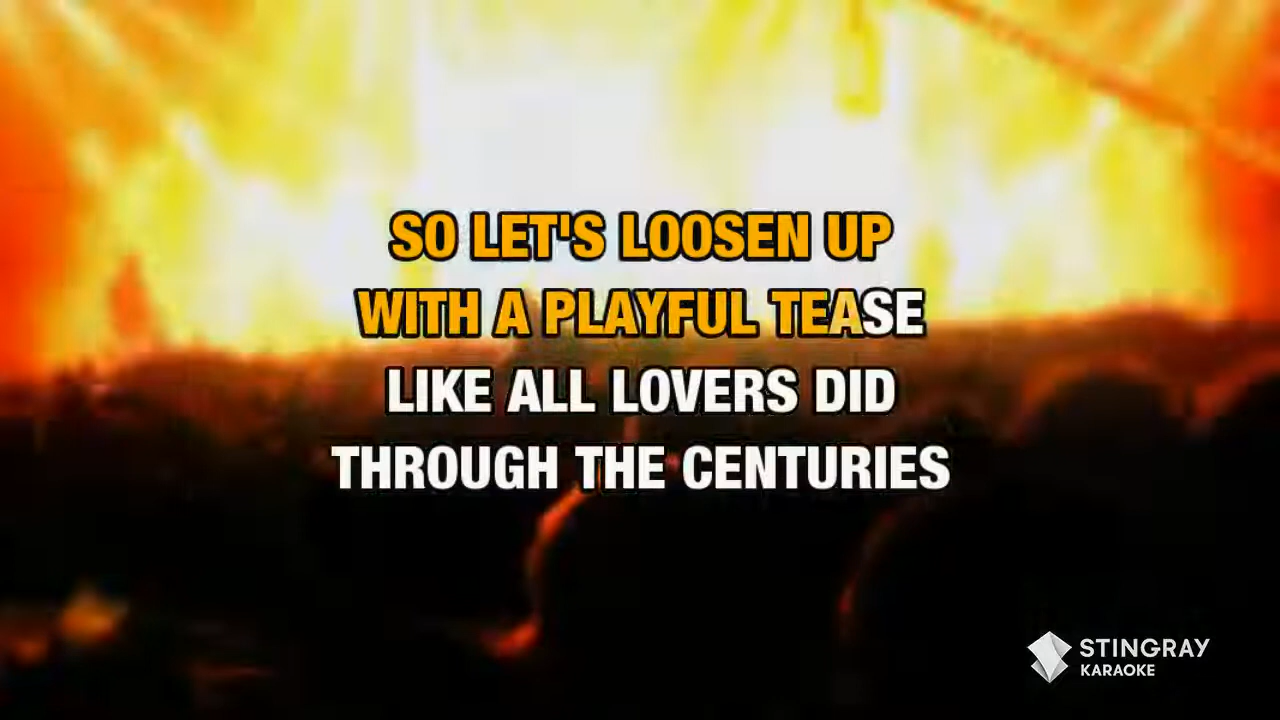 SO LET'S LOOSEN UP
WITH A PLAYFUL TEASE
LIKE ALL LOVERS DID
THROUGH THE CENTURIES
STINGRAY
KARAOKE